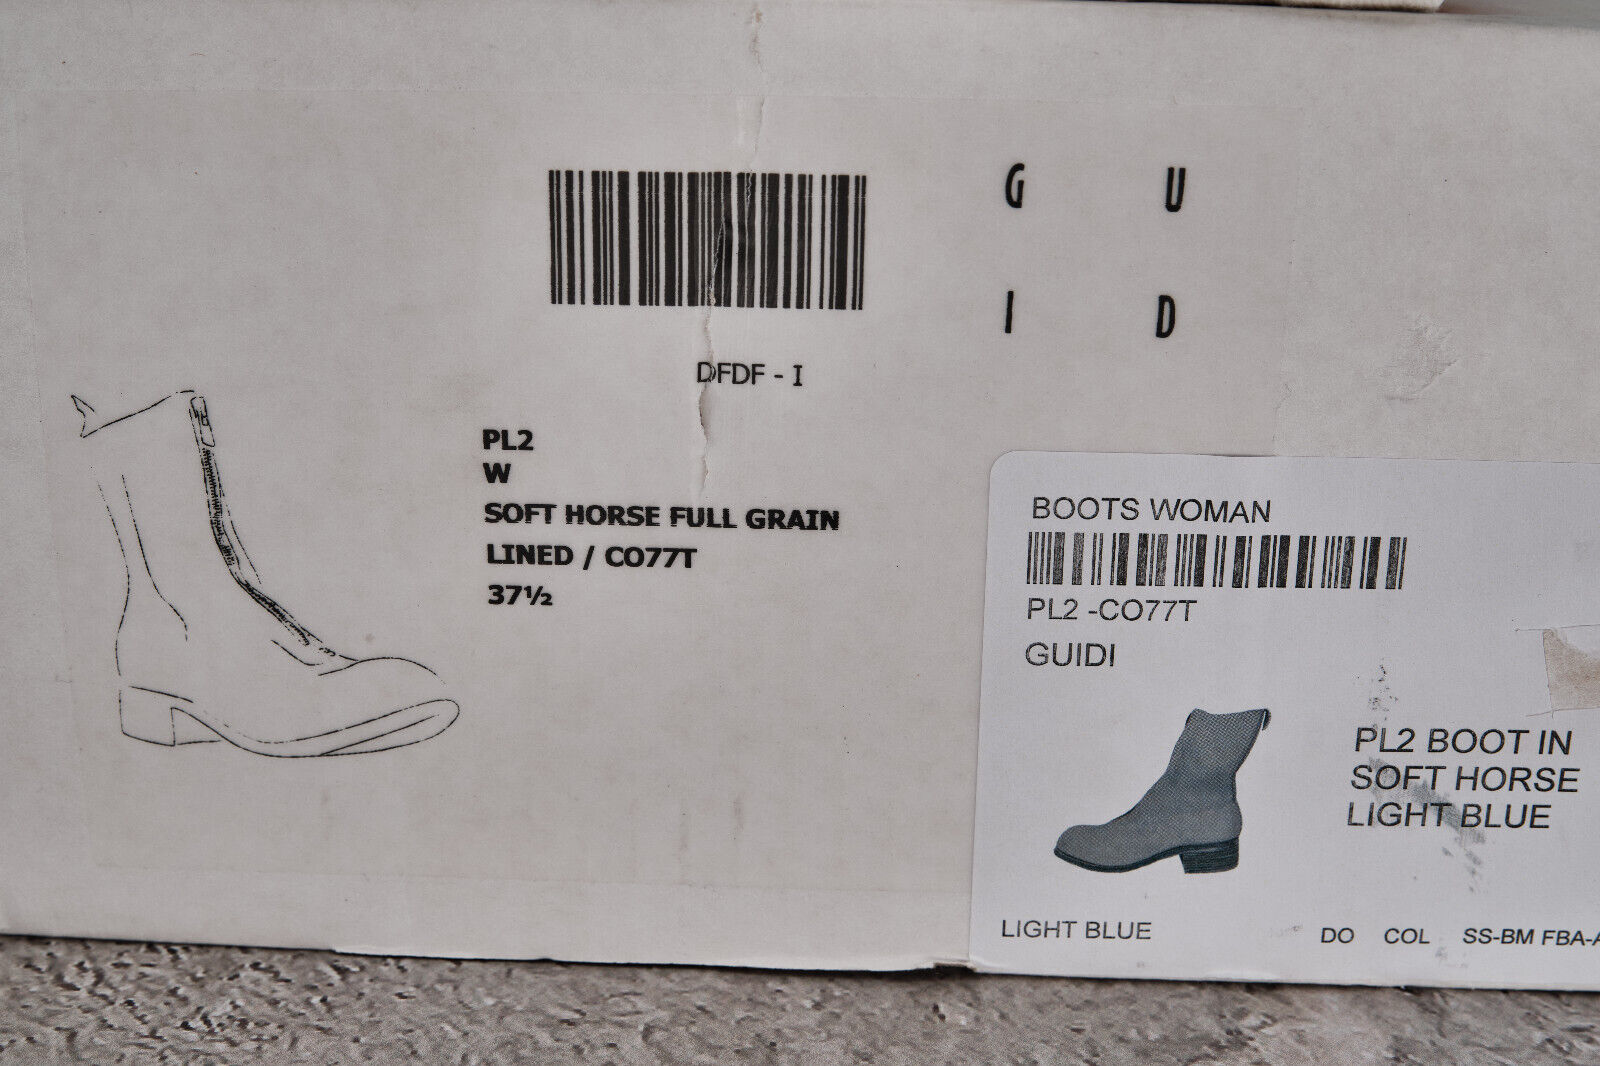 G U
I D
DFDF - I
PL2
W
SOFT HORSE FULL GRAIN
LINED / CO77T
37½
BOOTS WOMAN
PL2 -CO77T
GUIDI
PL2 BOOT IN
SOFT HORSE
LIGHT BLUE
LIGHT BLUE
DO COL SS-BM FBA-A